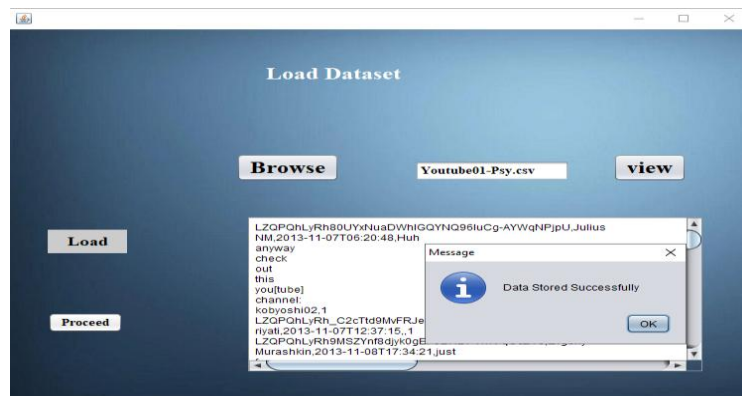 Load Dataset
Browse
Youtube01-Psy.csv
view
Load
Proceed
LZQPQhLyRh80UYxNuaDWhIGQYNQ96IuCg-AYWqNPjpU,Julius
NM,2013-11-07T06:20:48,Huh
anyway
check
out
this
you[tube]
channel:
kobyoshi02,1
LZQPQhLyRh_C2cTtd9MvFRJe
riyati,2013-11-07T12:37:15,,1
LZQPQhLyRh9MSZYnf8djyk0gE
Murashkin,2013-11-08T17:34:21,just
Message
Data Stored Successfully
OK